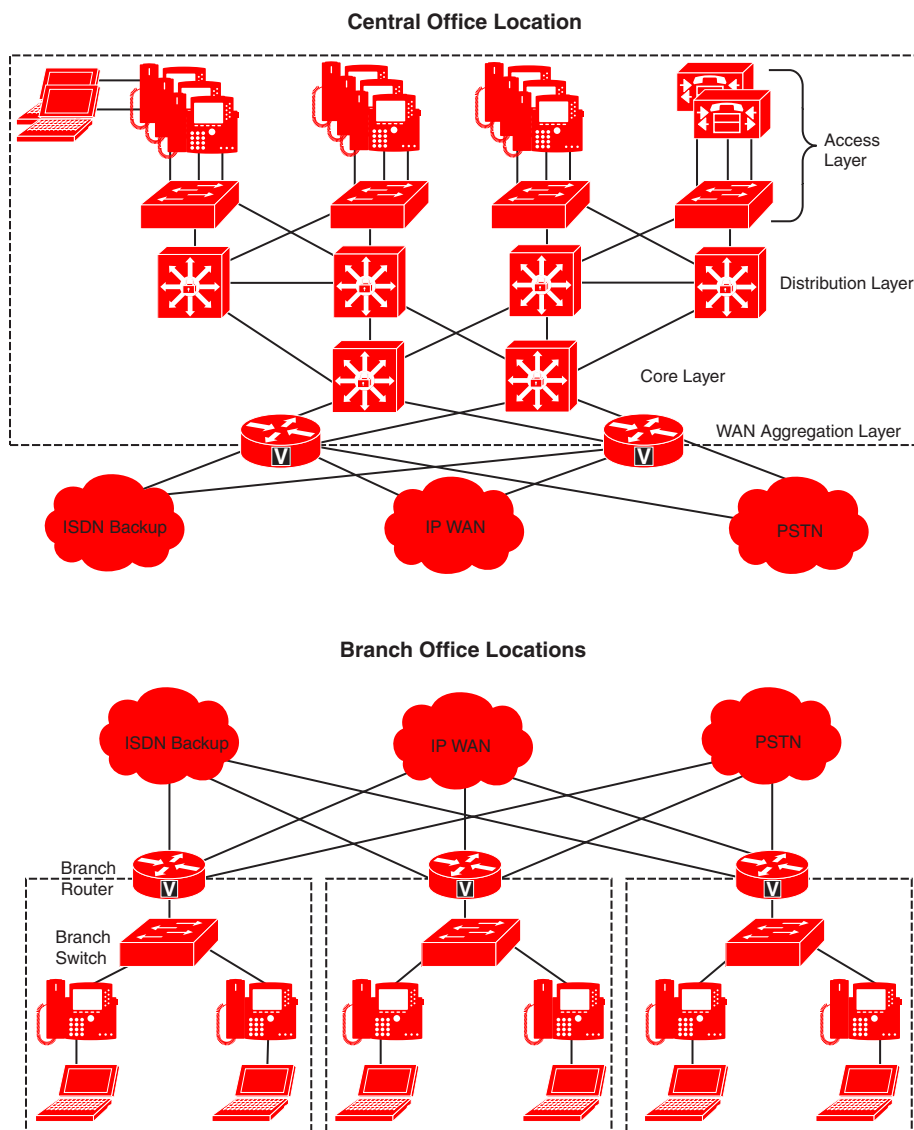 Central Office Location
Access
Layer
Distribution Layer
Core Layer
WAN Aggregation Layer
V
V
ISDN Backup
IP WAN
PSTN
Branch Office Locations
ISDN Backup
IP WAN
PSTN
Branch
Router
V
V
V
Branch
Switch